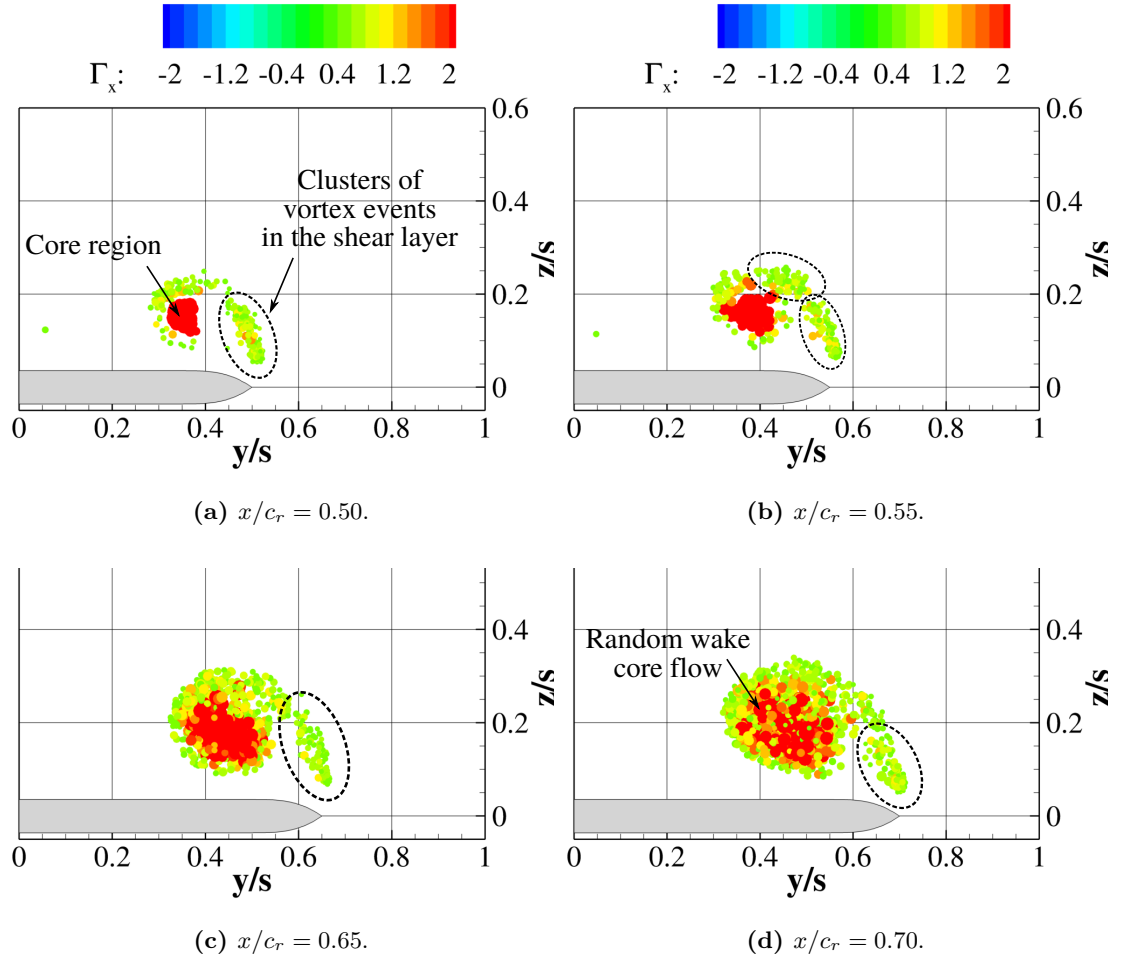 Γx: -2 -1.2 -0.4 0.4 1.2 2
Γx: -2 -1.2 -0.4 0.4 1.2 2
0.6
Clusters of
vortex events
in the shear layer
Core region
0.4
z/s
0.2
0
0 0.2 0.4 0.6 0.8 1
y/s
(a) x/cr = 0.50.
0.6
0.4
z/s
0.2
0
0 0.2 0.4 0.6 0.8 1
y/s
(b) x/cr = 0.55.
0.4
z/s
0.2
0
0 0.2 0.4 0.6 0.8 1
y/s
(c) x/cr = 0.65.
Random wake
core flow
0.4
z/s
0.2
0
0 0.2 0.4 0.6 0.8 1
y/s
(d) x/cr = 0.70.